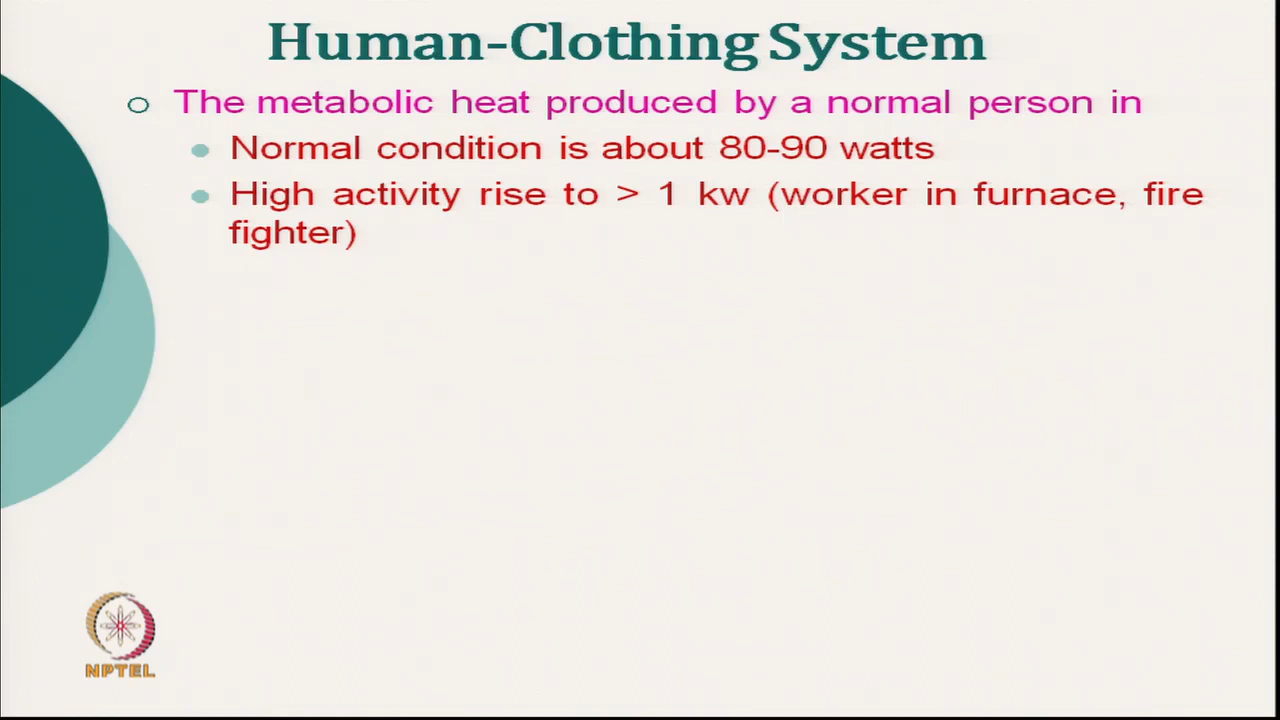 Human-Clothing System
The metabolic heat produced by a normal person in
Normal condition is about 80-90 watts
High activity rise to > 1 kw (worker in furnace, fire
fighter)
NPTEL